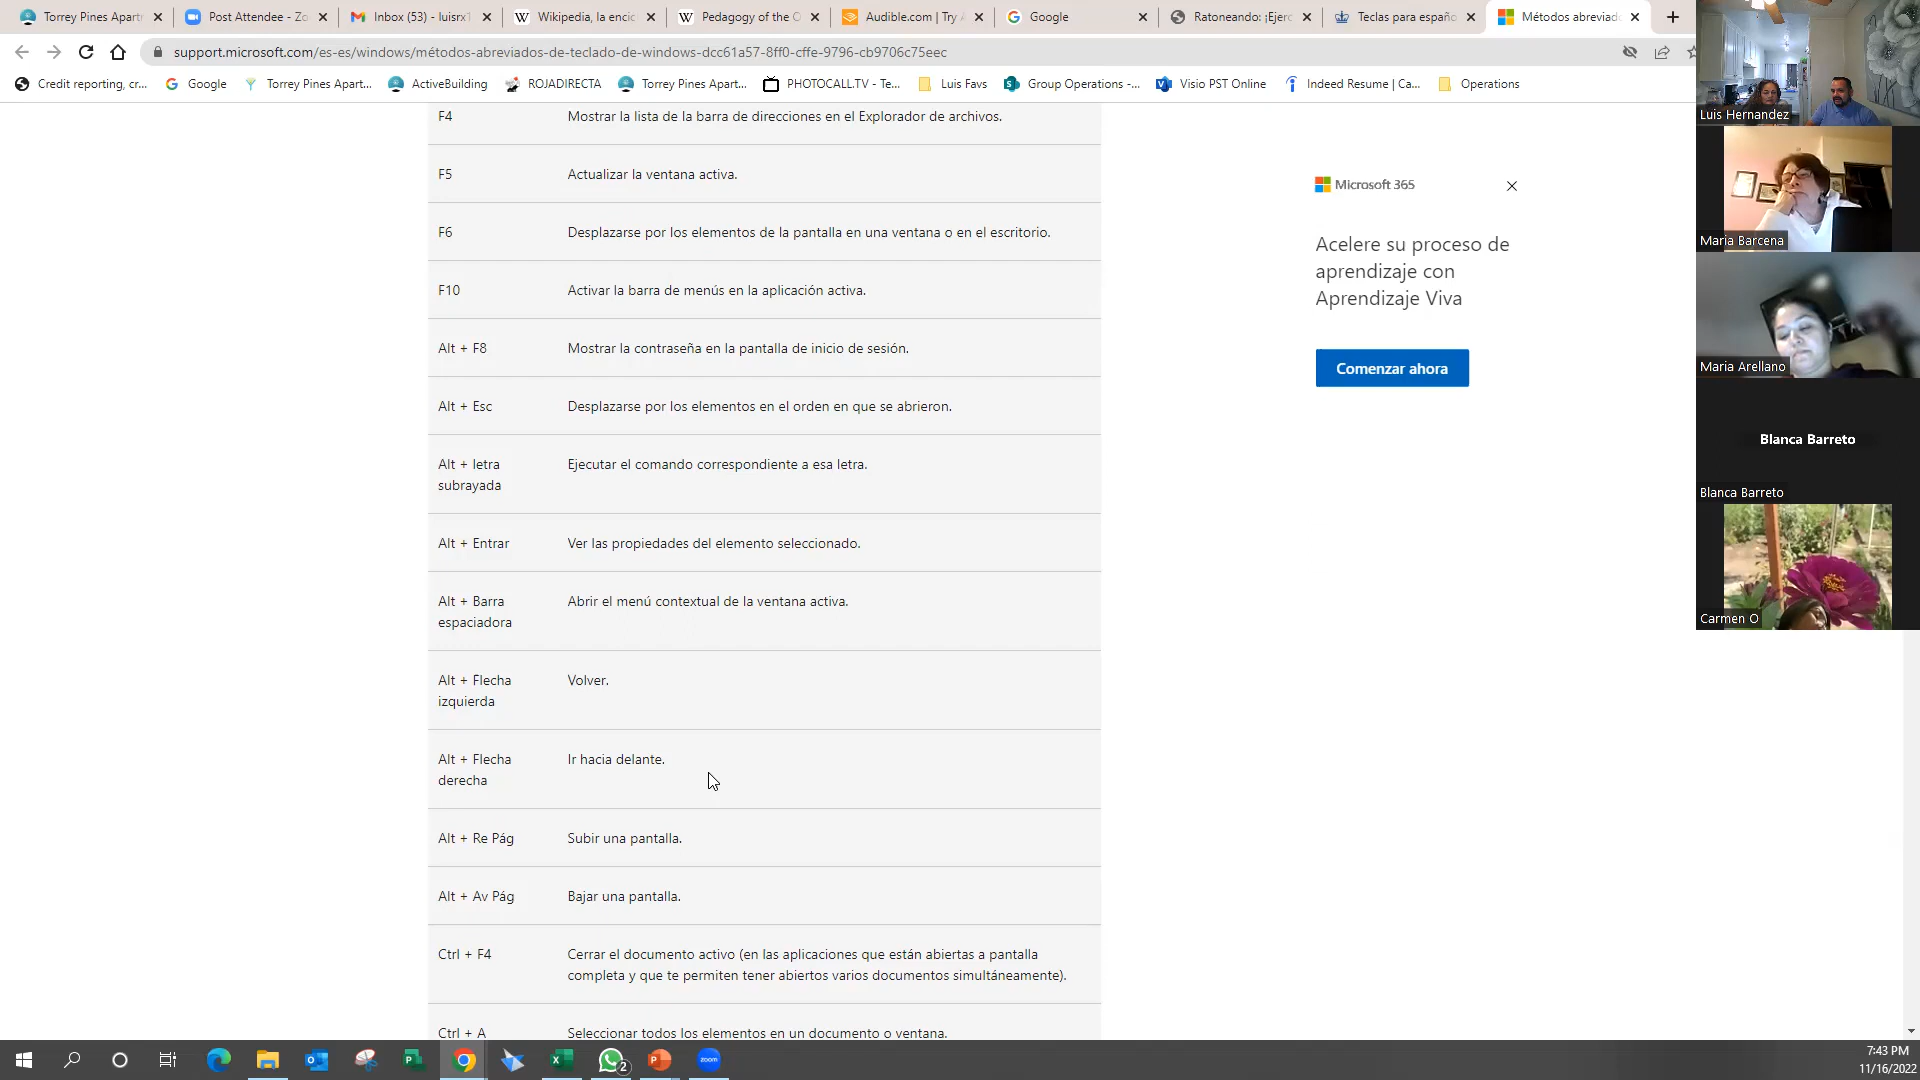 Torrey Pines Apart
Post Attendee - Zo
Inbox (53) - luisrx
Wikipedia, la enci
Pedagogy of the O
Audible.com | Try
Google
Ratoneando: ¡Ejer
Teclas para españo
Métodos abreviad
support.microsoft.com/es-es/windows/métodos-abreviados-de-teclado-de-windows-dcc61a57-8ff0-cffe-9796-cb9706c75eec
Credit reporting, cr...
Google
Torrey Pines Apart...
ActiveBuilding
ROJADIRECTA
Torrey Pines Apart...
PHOTOCALL.TV - Te...
Luis Favs
Group Operations -...
Visio PST Online
Indeed Resume | Ca...
Operations
F4 Mostrar la lista de la barra de direcciones en el Explorador de archivos.
F5 Actualizar la ventana activa.
F6 Desplazarse por los elementos de la pantalla en una ventana o en el escritorio.
F10 Activar la barra de menús en la aplicación activa.
Alt + F8 Mostrar la contraseña en la pantalla de inicio de sesión.
Alt + Esc Desplazarse por los elementos en el orden en que se abrieron.
Alt + letra Ejecutar el comando correspondiente a esa letra.
subrayada
Alt + Entrar Ver las propiedades del elemento seleccionado.
Alt + Barra Abrir el menú contextual de la ventana activa.
espaciadora
Alt + Flecha Volver.
izquierda
Alt + Flecha Ir hacia delante.
derecha
Alt + Re Pág Subir una pantalla.
Alt + Av Pág Bajar una pantalla.
Ctrl + F4 Cerrar el documento activo (en las aplicaciones que están abiertas a pantalla
completa y que te permiten tener abiertos varios documentos simultáneamente).
Ctrl + A Seleccionar todos los elementos en un documento o ventana.
Microsoft 365
Acelere su proceso de
aprendizaje con
Aprendizaje Viva
Comenzar ahora
Luis Hernandez
Maria Barcena
Maria Arellano
Blanca Barreto
Blanca Barreto
Carmen O
2
zoom
7:43 PM
11/16/2022